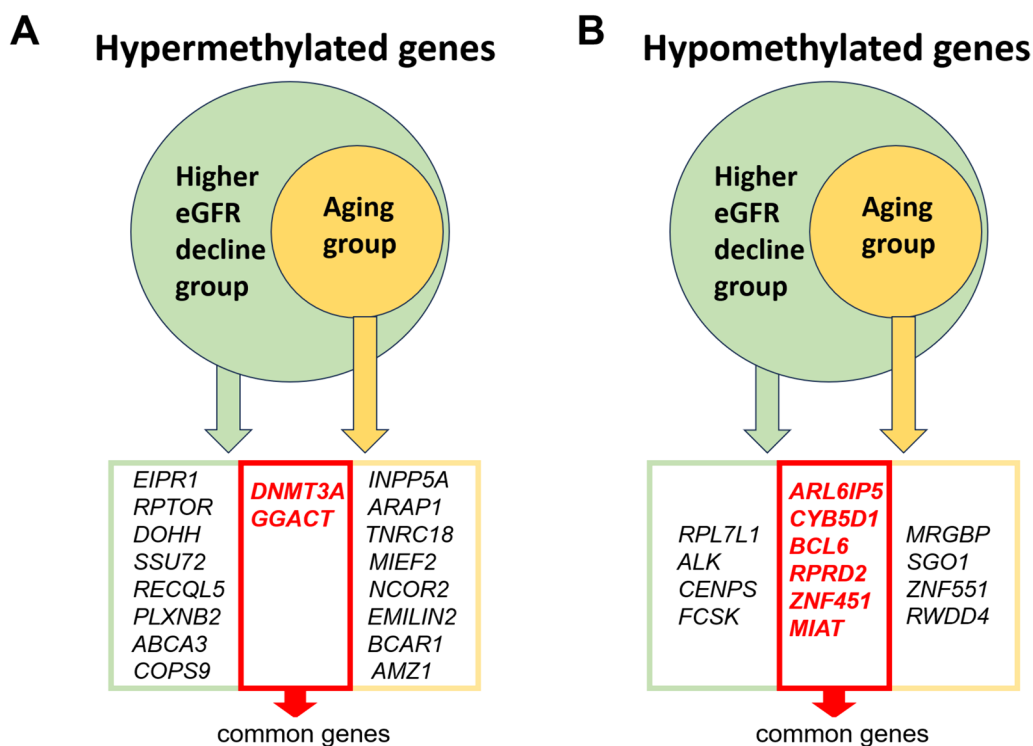 A
Hypermethylated genes
Higher
eGFR
decline
group
Aging
group
EIPR1
RPTOR
DOHH
SSU72
RECQL5
PLXNB2
ABCA3
COPS9
DNMT3A
GGACT
INPP5A
ARAP1
TNRC18
MIEF2
NCOR2
EMILIN2
BCAR1
AMZ1
common genes
B
Hypomethylated genes
Higher
eGFR
decline
group
Aging
group
RPL7L1
ALK
CENPS
FCSK
ARL6IP5
CYB5D1
BCL6
RPRD2
ZNF451
MIAT
MRGBP
SGO1
ZNF551
RWDD4
common genes